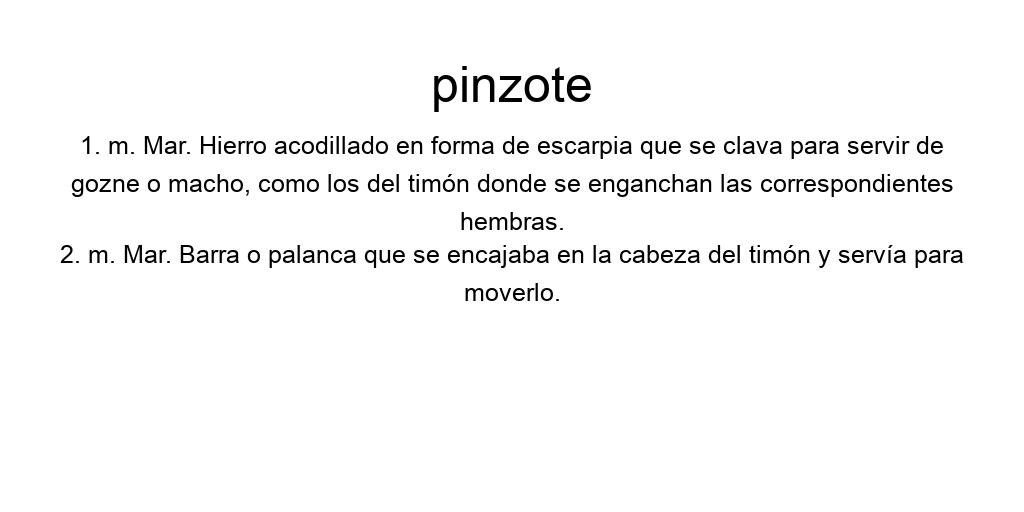 pinzote
1. m. Mar. Hierro acodillado en forma de escarpia que se clava para servir de
gozne o macho, como los del timón donde se enganchan las correspondientes
hembras.
2. m. Mar. Barra o palanca que se encajaba en la cabeza del timón y servía para
moverlo.